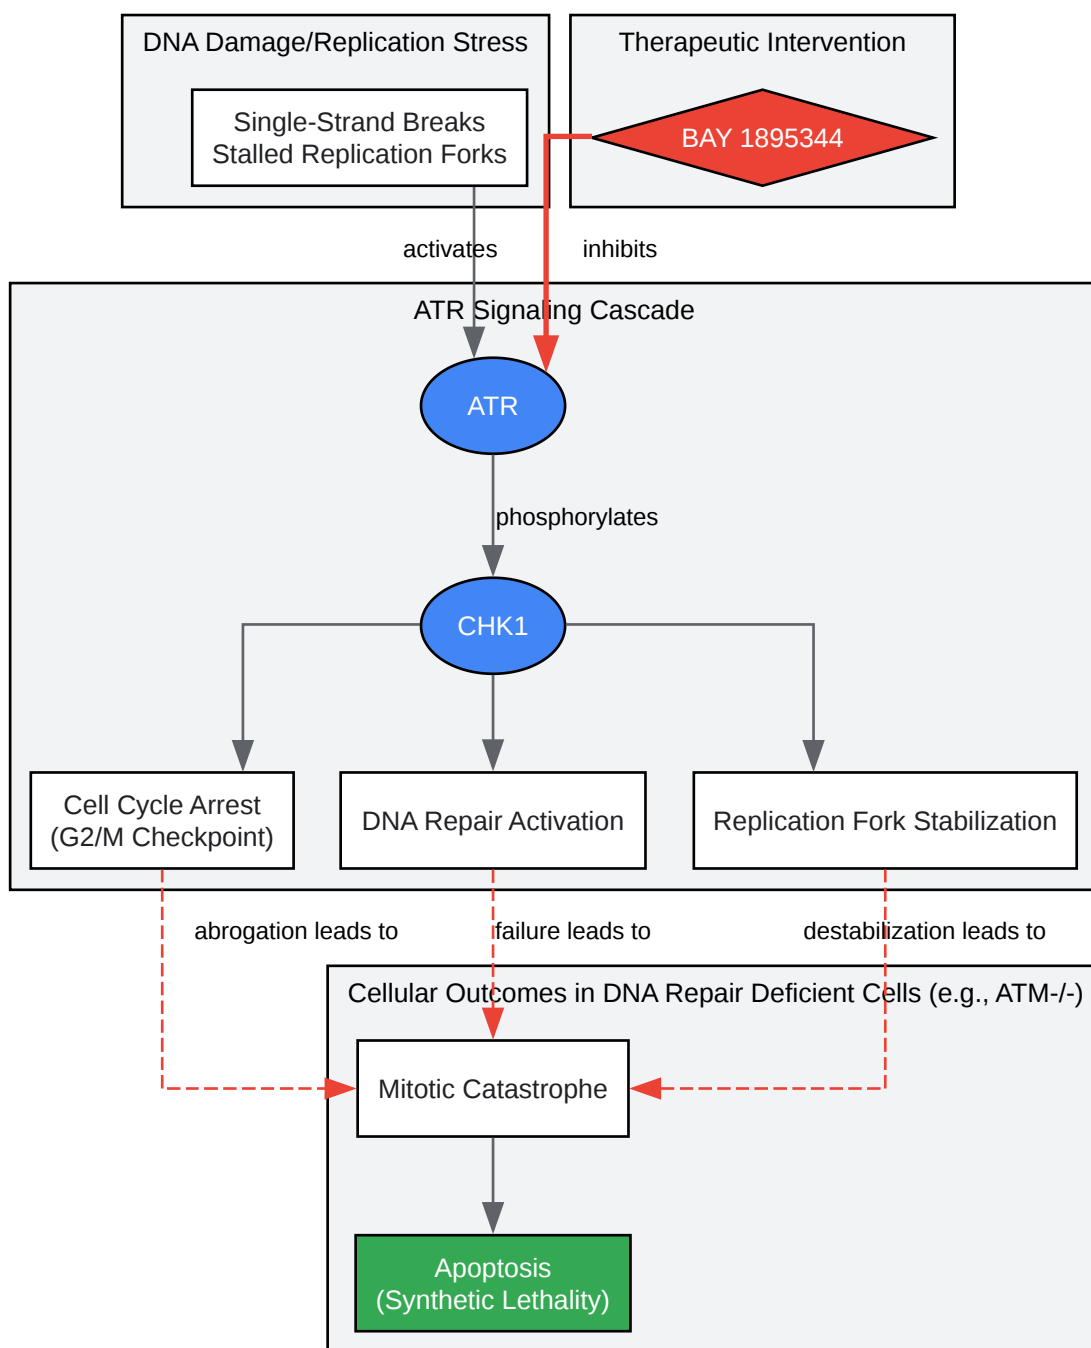 DNA Damage/Replication Stress
Therapeutic Intervention
Single-Strand Breaks
Stalled Replication Forks
BAY 1895344
activates
inhibits
ATR Signaling Cascade
ATR
phosphorylates
CHK1
Cell Cycle Arrest
(G2/M Checkpoint)
DNA Repair Activation
Replication Fork Stabilization
abrogation leads to
failure leads to
destabilization leads to
Cellular Outcomes in DNA Repair Deficient Cells (e.g., ATM-/-)
Mitotic Catastrophe
Apoptosis
(Synthetic Lethality)